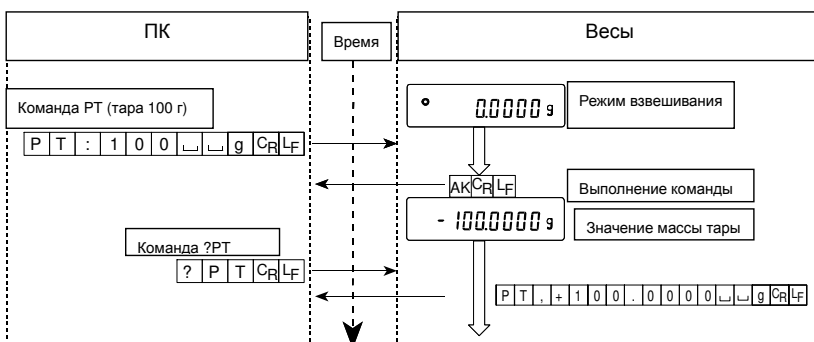 ПК
Время
Весы
Команда PT (тара 100 г)
0.0000 g
Режим взвешивания
P T : 1 0 0 ␣ ␣ g CR LF
AK CR LF
Выполнение команды
- 100.0000 g
Значение массы тары
Команда ?PT
? P T CR LF
P T , + 1 0 0 . 0 0 0 0 ␣ ␣ g CR LF